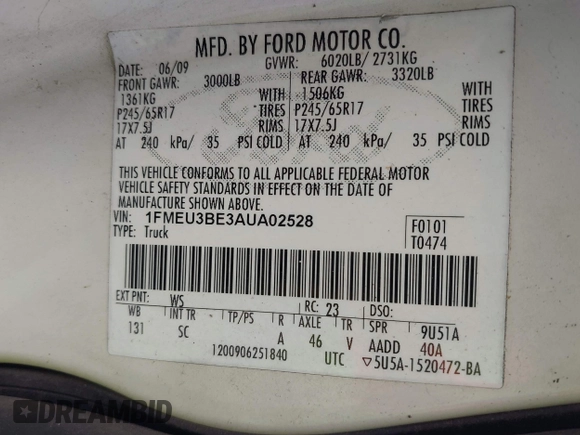 MFD. BY FORD MOTOR CO.
DATE: 06/09 GVWR: 6020LB/ 2731KG
FRONT GAWR: 3000LB REAR GAWR: 3320LB
1361KG WITH 1506KG WITH
P245/65R17 TIRES P245/65R17 TIRES
17X7.5J RIMS 17X7.5J RIMS
AT 240 kPa/ 35 PSI COLD AT 240 kPa/ 35 PSI COLD
THIS VEHICLE CONFORMS TO ALL APPLICABLE FEDERAL MOTOR
VEHICLE SAFETY STANDARDS IN EFFECT ON THE DATE OF
MANUFACTURE SHOWN ABOVE.
VIN: 1FMEU3BE3AUA02528 F0101
TYPE: Truck T0474
EXT PNT: WS RC: 23 DSO:
WB INT TR TP/PS R AXLE TR SPR 9U51A
131 SC A 46 V AADD 40A
1200906251840 UTC ▽5U5A-1520472-BA
DREAMBID